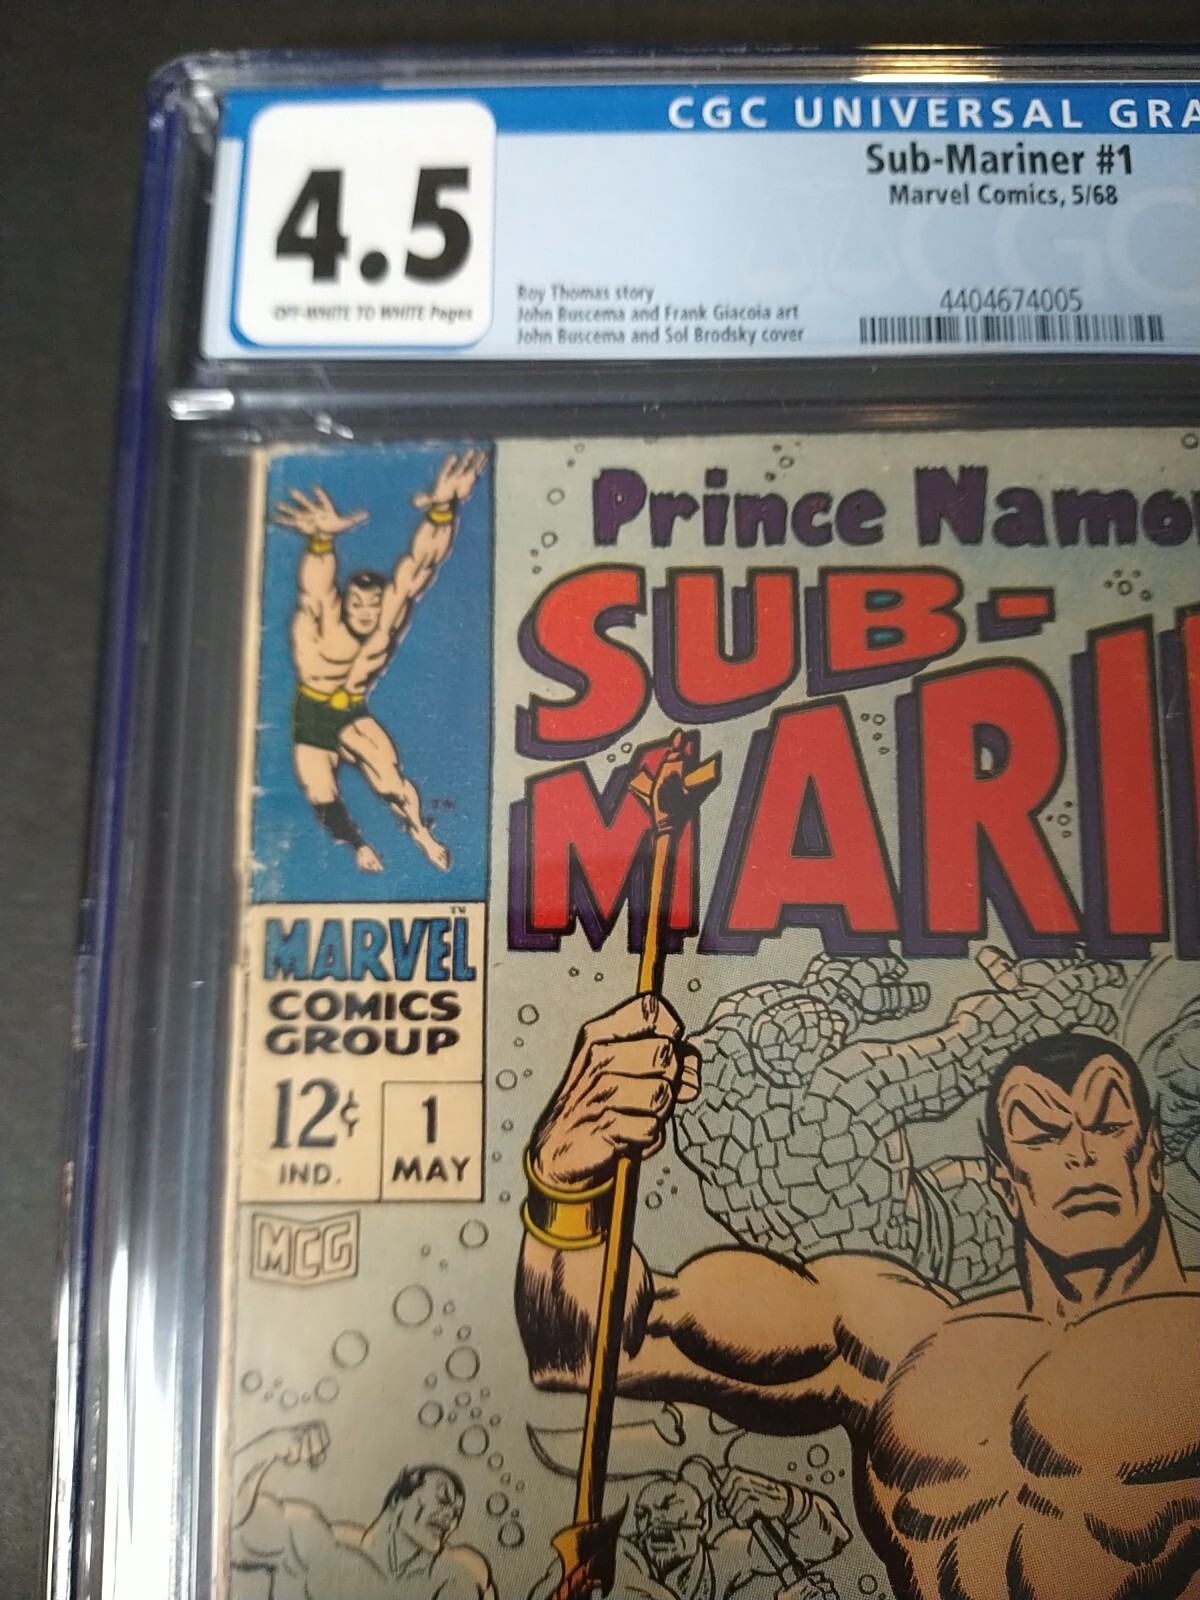 CGC UNIVERSAL GRA
4.5
OFF-WHITE TO WHITE Pages
Sub-Mariner #1
Marvel Comics, 5/68
Roy Thomas story
John Buscema and Frank Giacoia art
John Buscema and Sol Brodsky cover
4404674005
Prince Namor
SUB-
MARI
TM
MARVEL
COMICS
GROUP
12¢
IND.
1
MAY
MCG